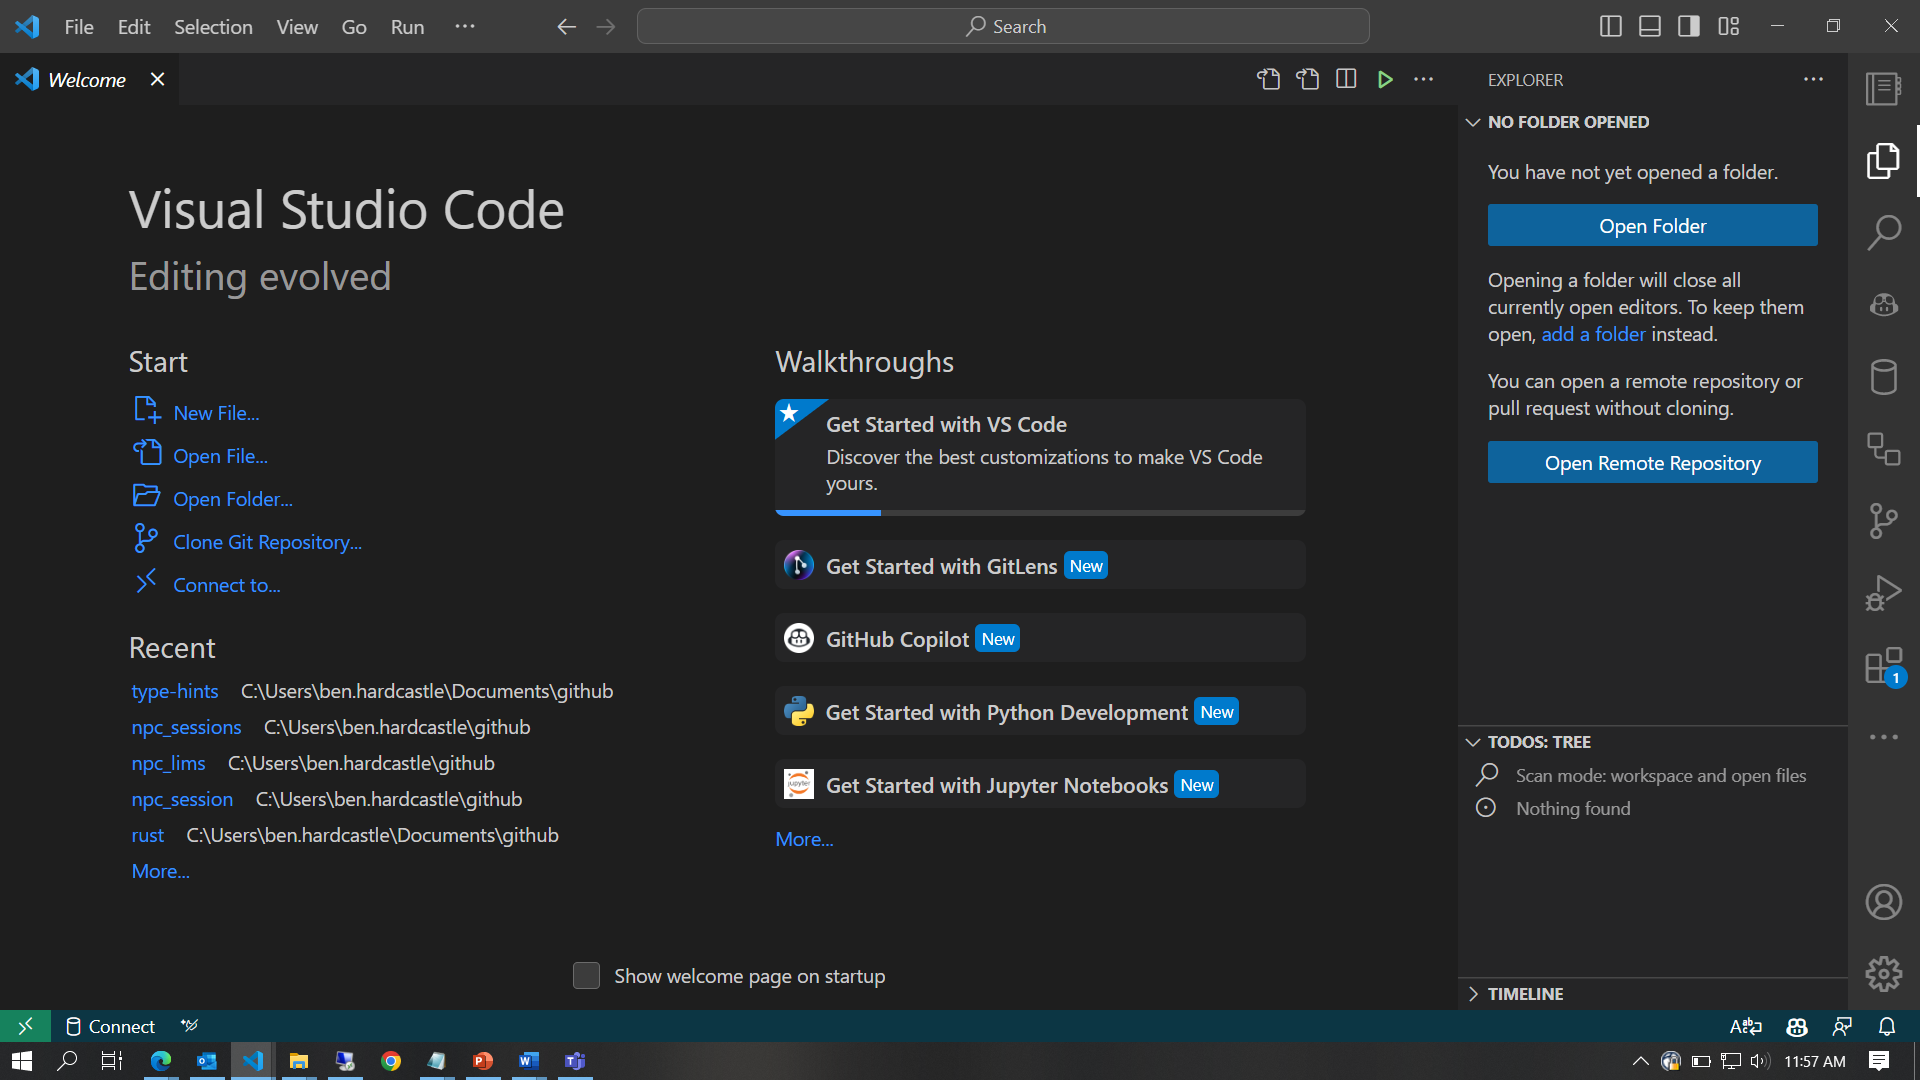 File Edit Selection View Go Run ··· Search
Welcome
Visual Studio Code
Editing evolved
Start
New File...
Open File...
Open Folder...
Clone Git Repository...
Connect to...
Recent
type-hints C:\Users\ben.hardcastle\Documents\github
npc_sessions C:\Users\ben.hardcastle\github
npc_lims C:\Users\ben.hardcastle\github
npc_session C:\Users\ben.hardcastle\github
rust C:\Users\ben.hardcastle\Documents\github
More...
Walkthroughs
Get Started with VS Code
Discover the best customizations to make VS Code
yours.
Get Started with GitLens New
GitHub Copilot New
Get Started with Python Development New
Get Started with Jupyter Notebooks New
More...
Show welcome page on startup
EXPLORER
NO FOLDER OPENED
You have not yet opened a folder.
Open Folder
Opening a folder will close all
currently open editors. To keep them
open, add a folder instead.
You can open a remote repository or
pull request without cloning.
Open Remote Repository
TODOS: TREE
Scan mode: workspace and open files
Nothing found
TIMELINE
1
Connect
11:57 AM